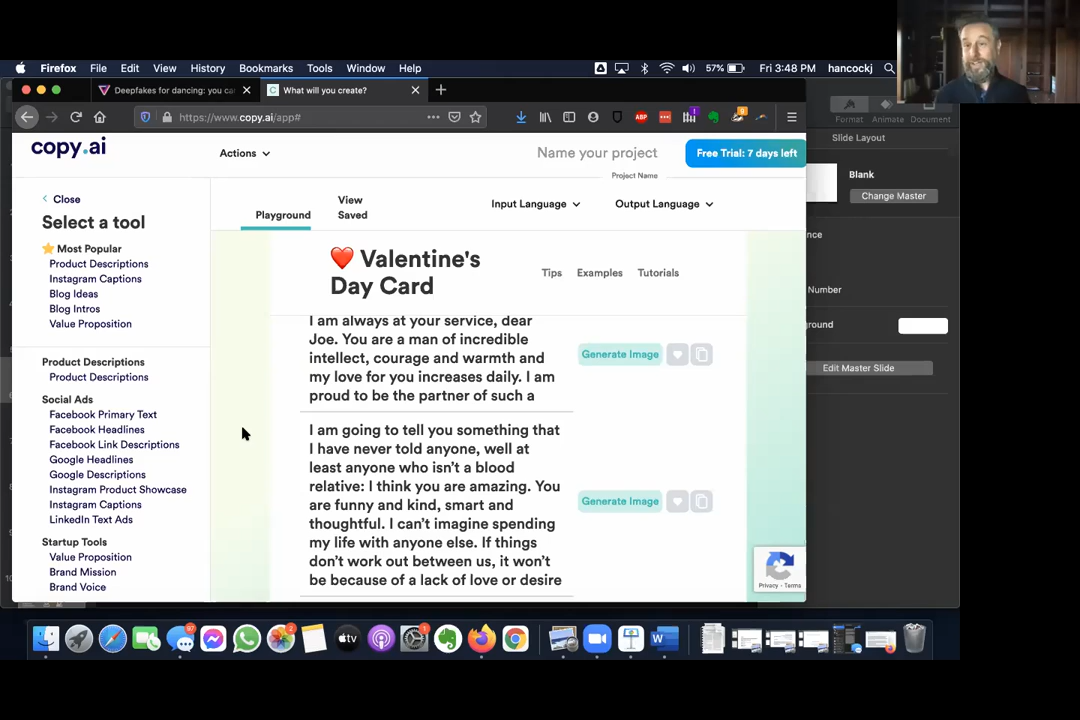 Firefox File Edit View History Bookmarks Tools Window Help 57% Fri 3:48 PM hancockj
Deepfakes for dancing: you ca
What will you create?
https://www.copy.ai/app#
ABP
Format Animate Document
Slide Layout
Blank
Change Master
Number
Edit Master Slide
copy.ai
Actions
Name your project
Project Name
Free Trial: 7 days left
Close
Select a tool
Most Popular
Product Descriptions
Instagram Captions
Blog Ideas
Blog Intros
Value Proposition
Product Descriptions
Product Descriptions
Social Ads
Facebook Primary Text
Facebook Headlines
Facebook Link Descriptions
Google Headlines
Google Descriptions
Instagram Product Showcase
Instagram Captions
LinkedIn Text Ads
Startup Tools
Value Proposition
Brand Mission
Brand Voice
Playground
View
Saved
Input Language
Output Language
Valentine's
Day Card
Tips Examples Tutorials
I am always at your service, dear
Joe. You are a man of incredible
intellect, courage and warmth and
my love for you increases daily. I am
proud to be the partner of such a
Generate Image
I am going to tell you something that
I have never told anyone, well at
least anyone who isn't a blood
relative: I think you are amazing. You
are funny and kind, smart and
thoughtful. I can't imagine spending
my life with anyone else. If things
don't work out between us, it won't
be because of a lack of love or desire
Generate Image
Privacy - Terms